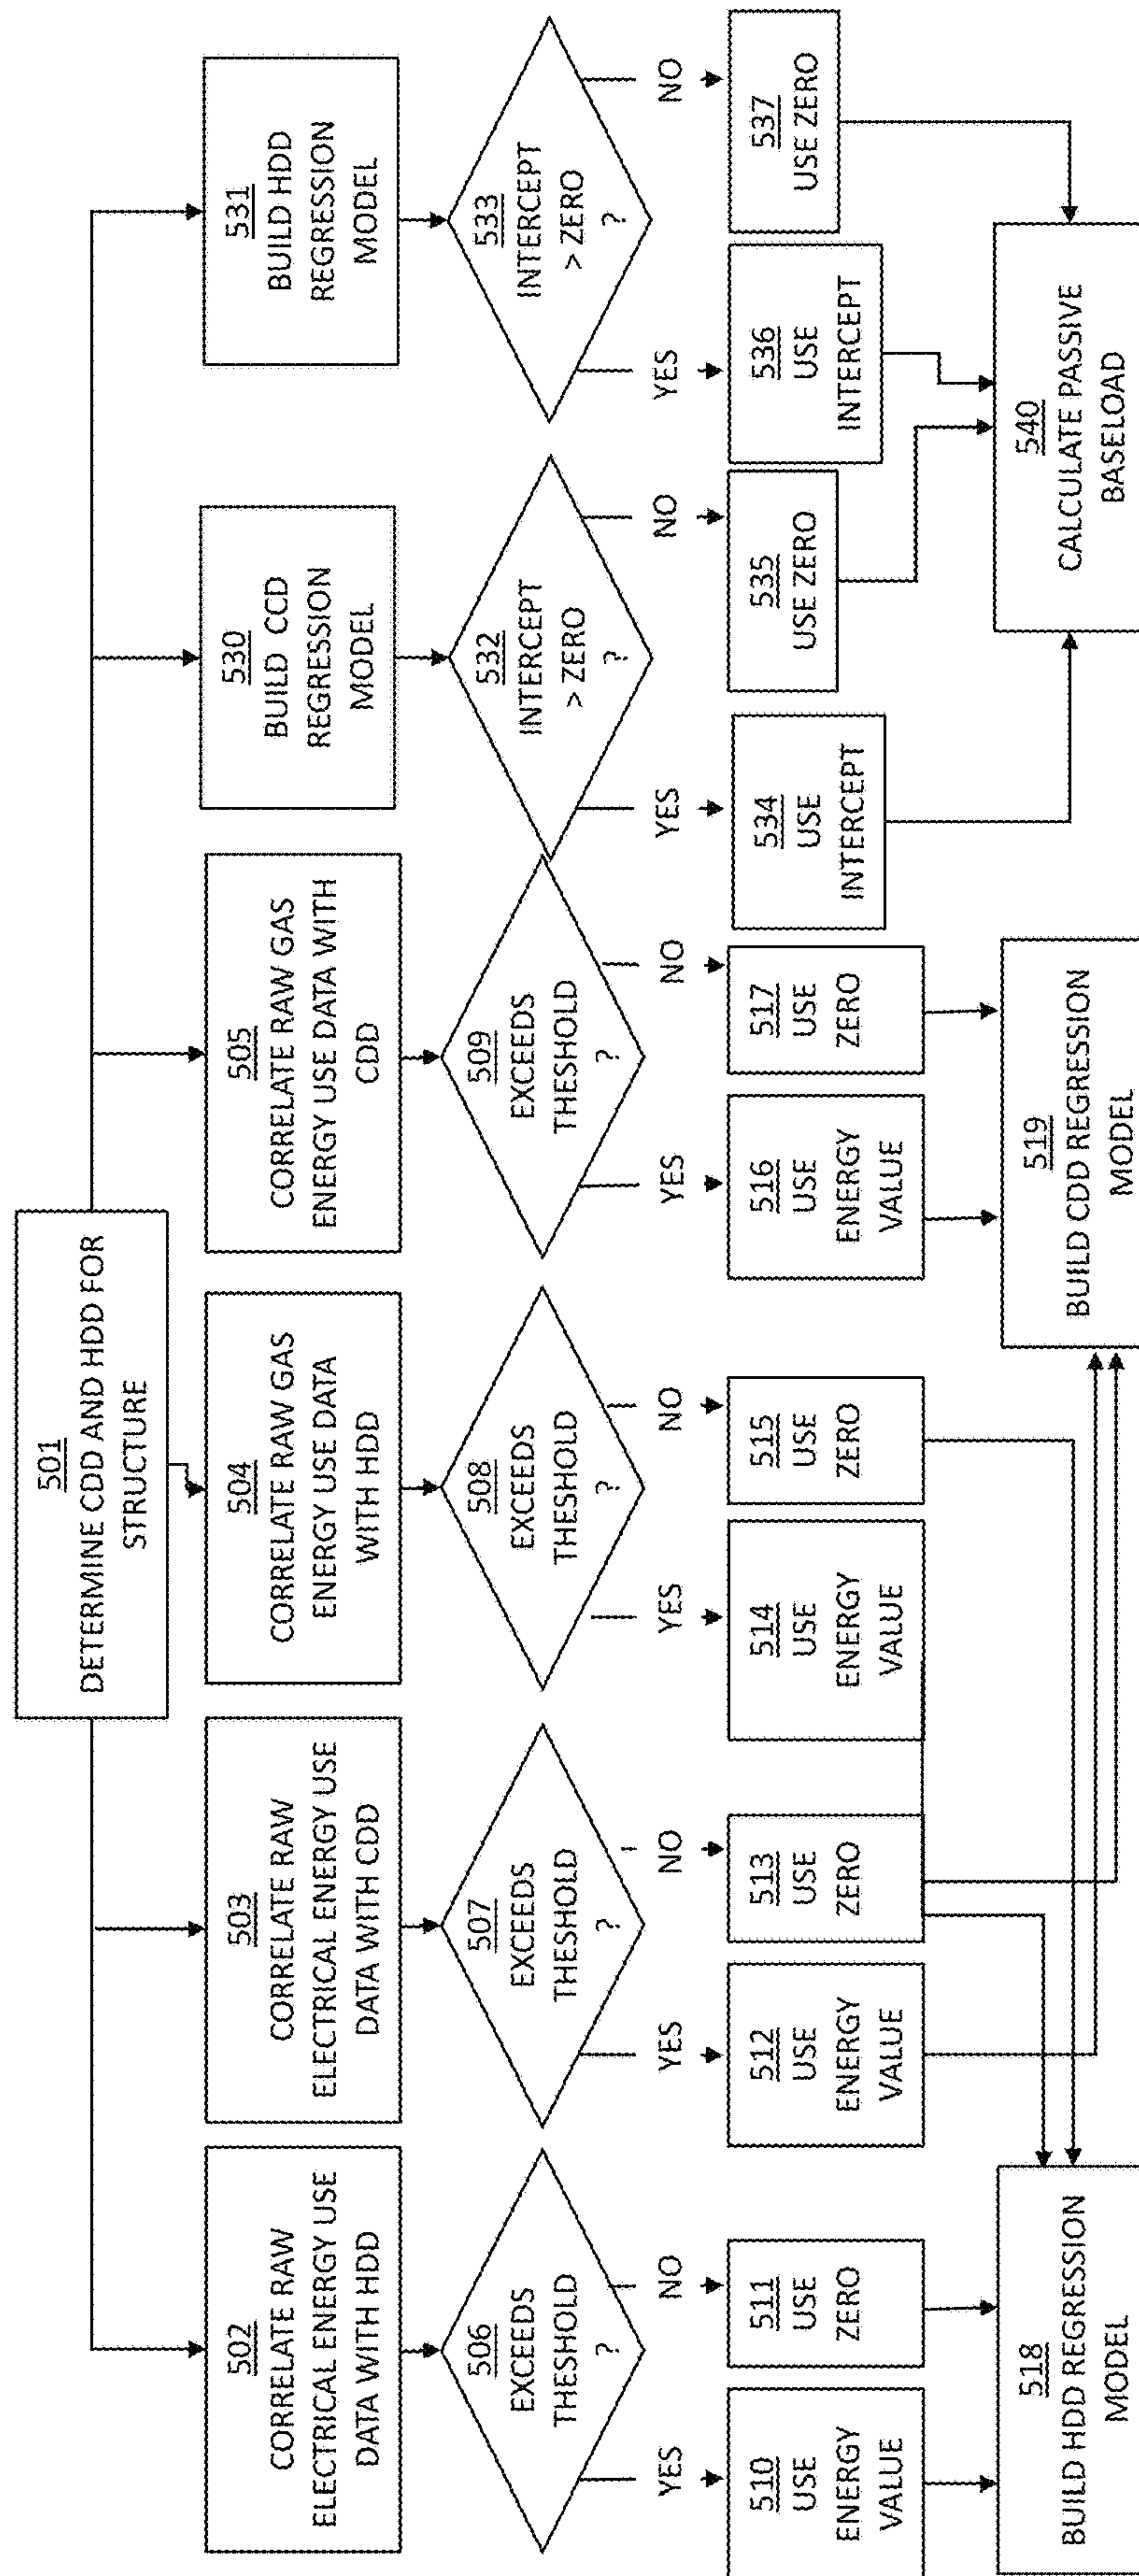 501
DETERMINE CDD AND HDD FOR
STRUCTURE
502
CORRELATE RAW
ELECTRICAL ENERGY USE
DATA WITH HDD
503
CORRELATE RAW
ELECTRICAL ENERGY USE
DATA WITH CDD
504
CORRELATE RAW GAS
ENERGY USE DATA
WITH HDD
505
CORRELATE RAW GAS
ENERGY USE DATA WITH
CDD
530
BUILD CCD
REGRESSION
MODEL
531
BUILD HDD
REGRESSION
MODEL
506
EXCEEDS
THESHOLD
?
507
EXCEEDS
THESHOLD
?
508
EXCEEDS
THESHOLD
?
509
EXCEEDS
THESHOLD
?
532
INTERCEPT
> ZERO
?
533
INTERCEPT
> ZERO
?
YES
NO
YES
NO
YES
NO
YES
NO
YES
NO
YES
NO
510 USE
ENERGY
VALUE
511 USE
ZERO
512 USE
ENERGY
VALUE
513 USE
ZERO
514 USE
ENERGY
VALUE
515 USE
ZERO
516 USE
ENERGY
VALUE
517 USE
ZERO
534
USE
INTERCEPT
535
USE ZERO
536
USE
INTERCEPT
537
USE ZERO
518
BUILD HDD REGRESSION
MODEL
519
BUILD CDD REGRESSION
MODEL
540
CALCULATE PASSIVE
BASELOAD